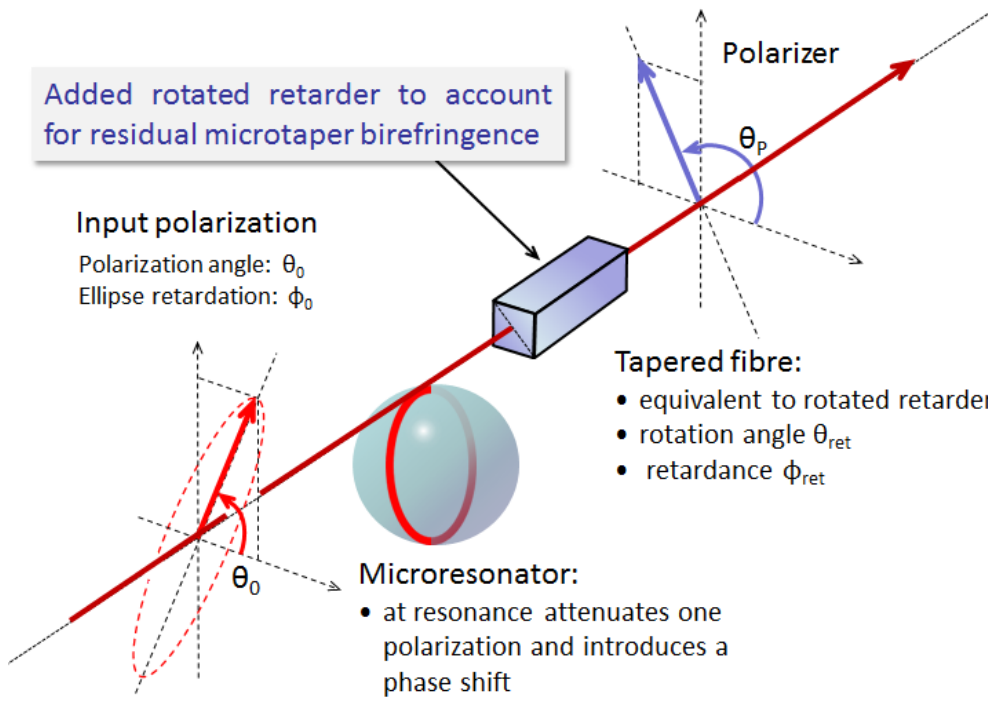 Polarizer
Added rotated retarder to account
for residual microtaper birefringence
θP
Input polarization
Polarization angle: θ0
Ellipse retardation: ϕ0
Tapered fibre:
• equivalent to rotated retarder
• rotation angle θret
• retardance ϕret
θ0
Microresonator:
• at resonance attenuates one
polarization and introduces a
phase shift